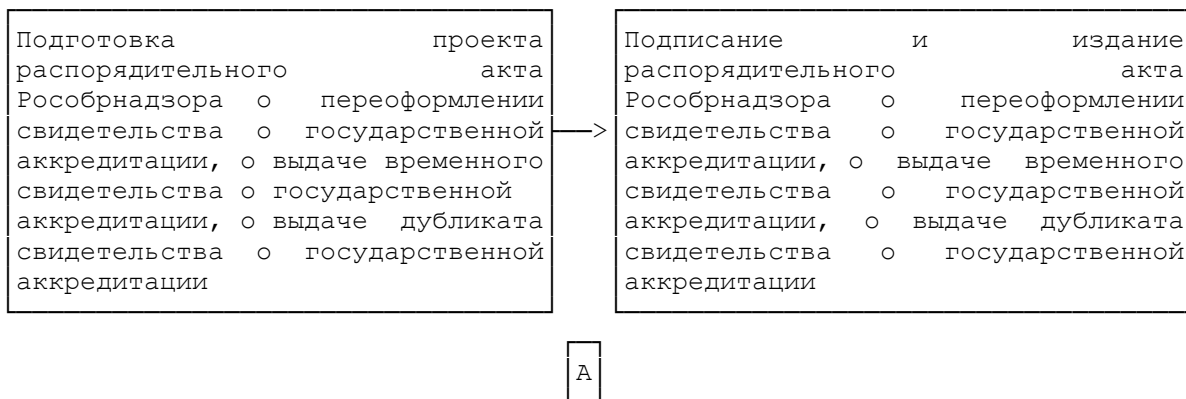 Подготовка проекта
распорядительного акта
Рособрнадзора о переоформлении
свидетельства о государственной
аккредитации, о выдаче временного
свидетельства о государственной
аккредитации, о выдаче дубликата
свидетельства о государственной
аккредитации
Подписание и издание
распорядительного акта
Рособрнадзора о переоформлении
свидетельства о государственной
аккредитации, о выдаче временного
свидетельства о государственной
аккредитации, о выдаче дубликата
свидетельства о государственной
аккредитации
А